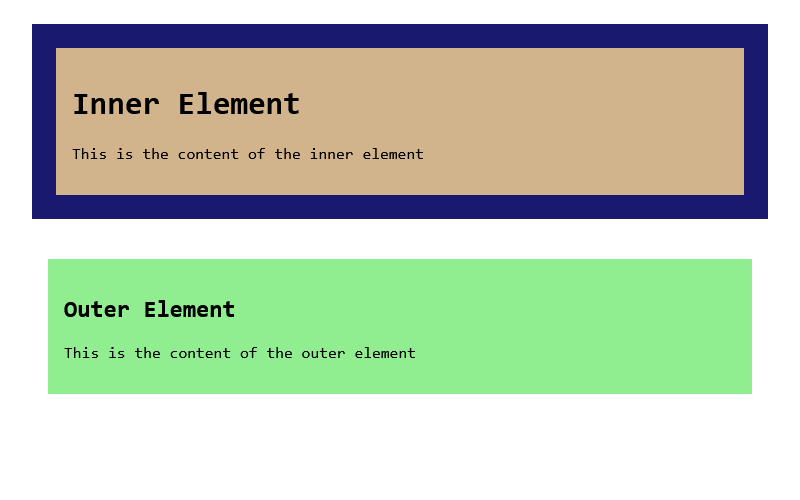 Inner Element
This is the content of the inner element
Outer Element
This is the content of the outer element